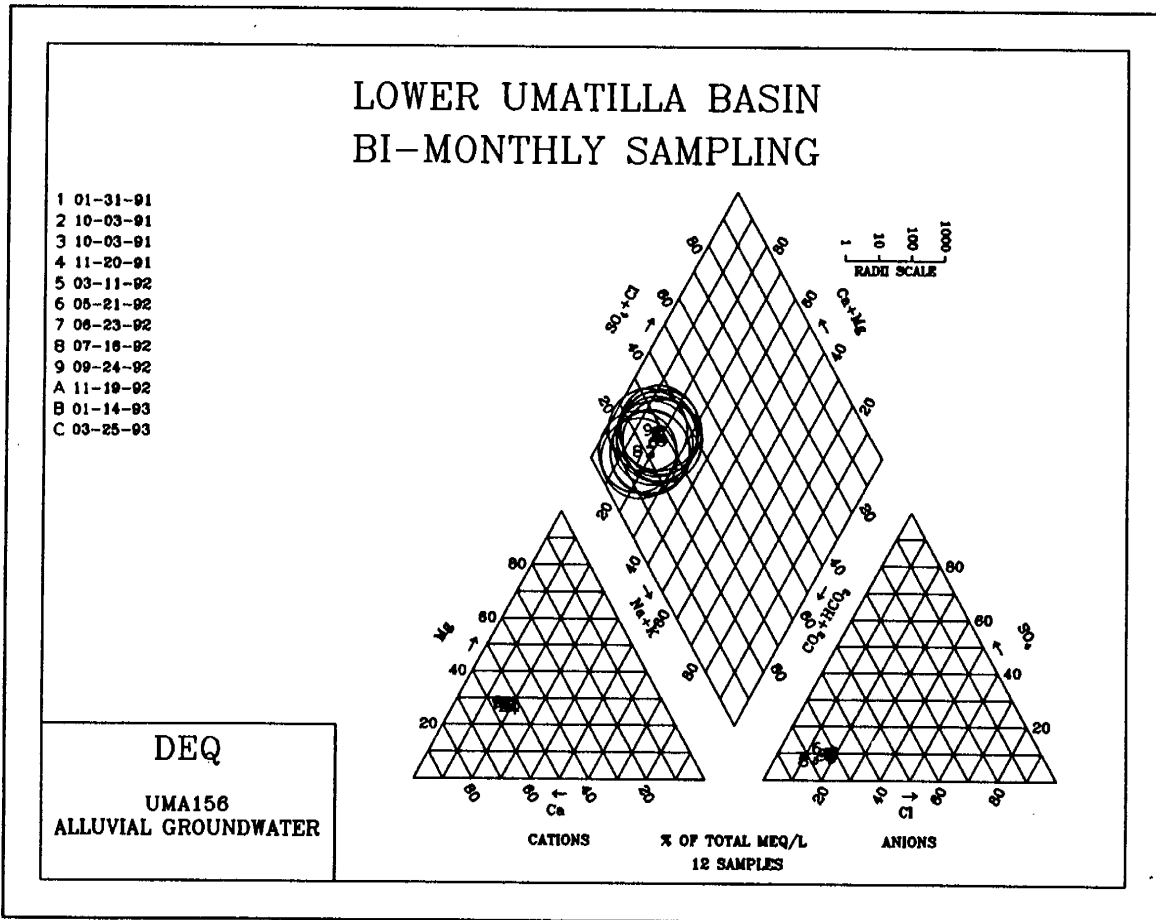 LOWER UMATILLA BASIN
BI-MONTHLY SAMPLING
1 01-31-91
2 10-03-91
3 10-03-91
4 11-20-91
5 03-11-92
6 05-21-92
7 06-23-92
8 07-16-92
9 09-24-92
A 11-19-92
B 01-14-93
C 03-25-93
1 10 100 1000
RADII SCALE
80 80
SO₄+Cl 60 60 Ca+Mg
40 40
20 20
9
8
20 20
40 40
Na+K 60 60 CO₃+HCO₃
80 80
80
60
Mg
40
20
80 60 40 20
Ca
CATIONS
80
60
SO₄
40
20
20 40 60 80
Cl
ANIONS
% OF TOTAL MEQ/L
12 SAMPLES
DEQ
UMA156
ALLUVIAL GROUNDWATER